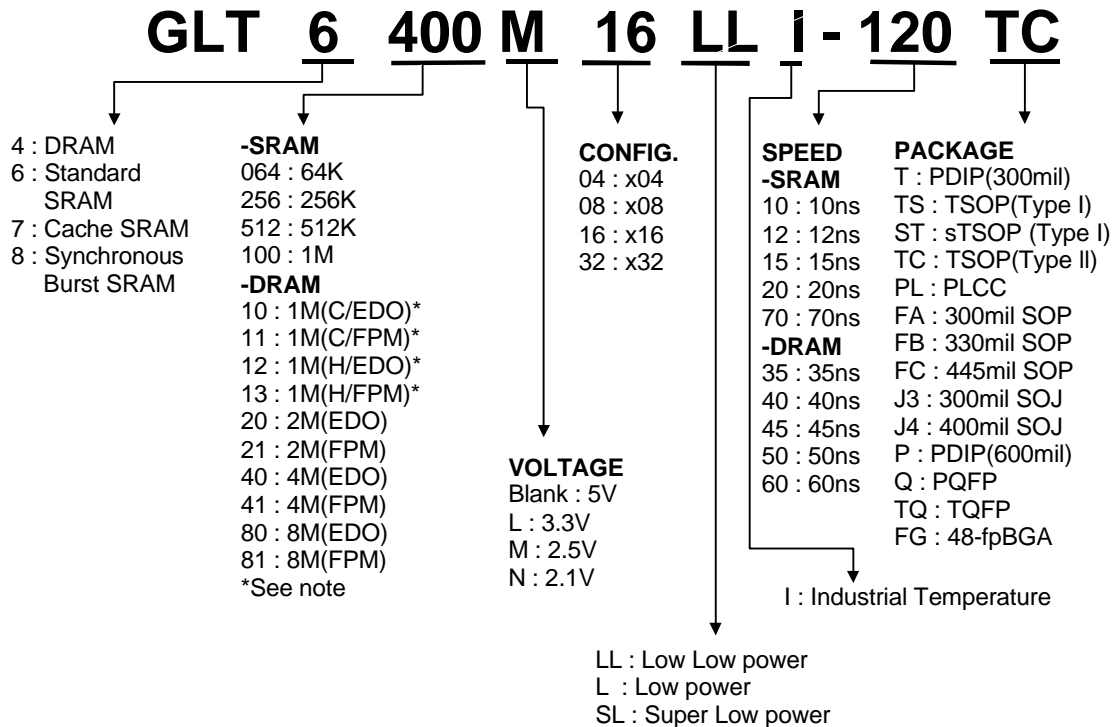 GLT 6 400 M 16 LL I - 120 TC
4 : DRAM
6 : Standard
SRAM
7 : Cache SRAM
8 : Synchronous
Burst SRAM
-SRAM
064 : 64K
256 : 256K
512 : 512K
100 : 1M
-DRAM
10 : 1M(C/EDO)*
11 : 1M(C/FPM)*
12 : 1M(H/EDO)*
13 : 1M(H/FPM)*
20 : 2M(EDO)
21 : 2M(FPM)
40 : 4M(EDO)
41 : 4M(FPM)
80 : 8M(EDO)
81 : 8M(FPM)
*See note
VOLTAGE
Blank : 5V
L : 3.3V
M : 2.5V
N : 2.1V
CONFIG.
04 : x04
08 : x08
16 : x16
32 : x32
LL : Low Low power
L : Low power
SL : Super Low power
I : Industrial Temperature
SPEED
-SRAM
10 : 10ns
12 : 12ns
15 : 15ns
20 : 20ns
70 : 70ns
-DRAM
35 : 35ns
40 : 40ns
45 : 45ns
50 : 50ns
60 : 60ns
PACKAGE
T : PDIP(300mil)
TS : TSOP(Type I)
ST : sTSOP (Type I)
TC : TSOP(Type II)
PL : PLCC
FA : 300mil SOP
FB : 330mil SOP
FC : 445mil SOP
J3 : 300mil SOJ
J4 : 400mil SOJ
P : PDIP(600mil)
Q : PQFP
TQ : TQFP
FG : 48-fpBGA